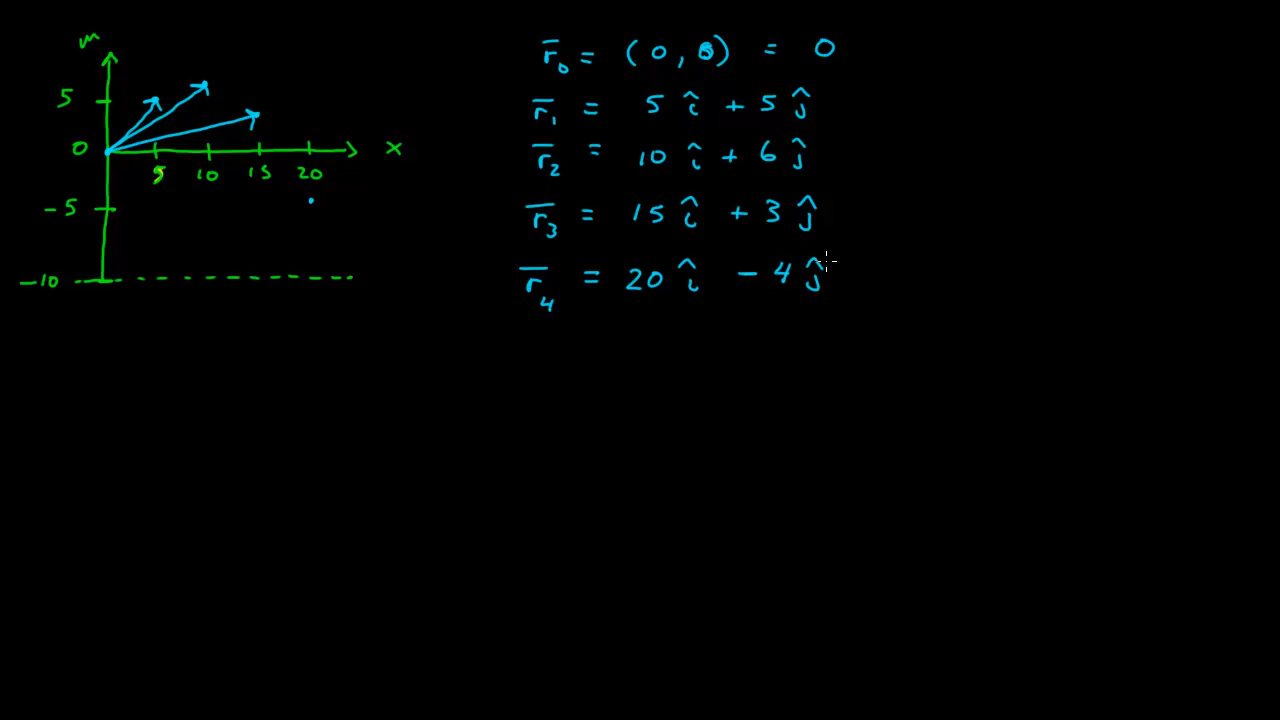 m
5
0
x
5 10 15 20
-5
-10
r̅₀ = (0, 0) = 0
r̅₁ = 5 î + 5 ĵ
r̅₂ = 10 î + 6 ĵ
r̅₃ = 15 î + 3 ĵ
r̅₄ = 20 î - 4 ĵ